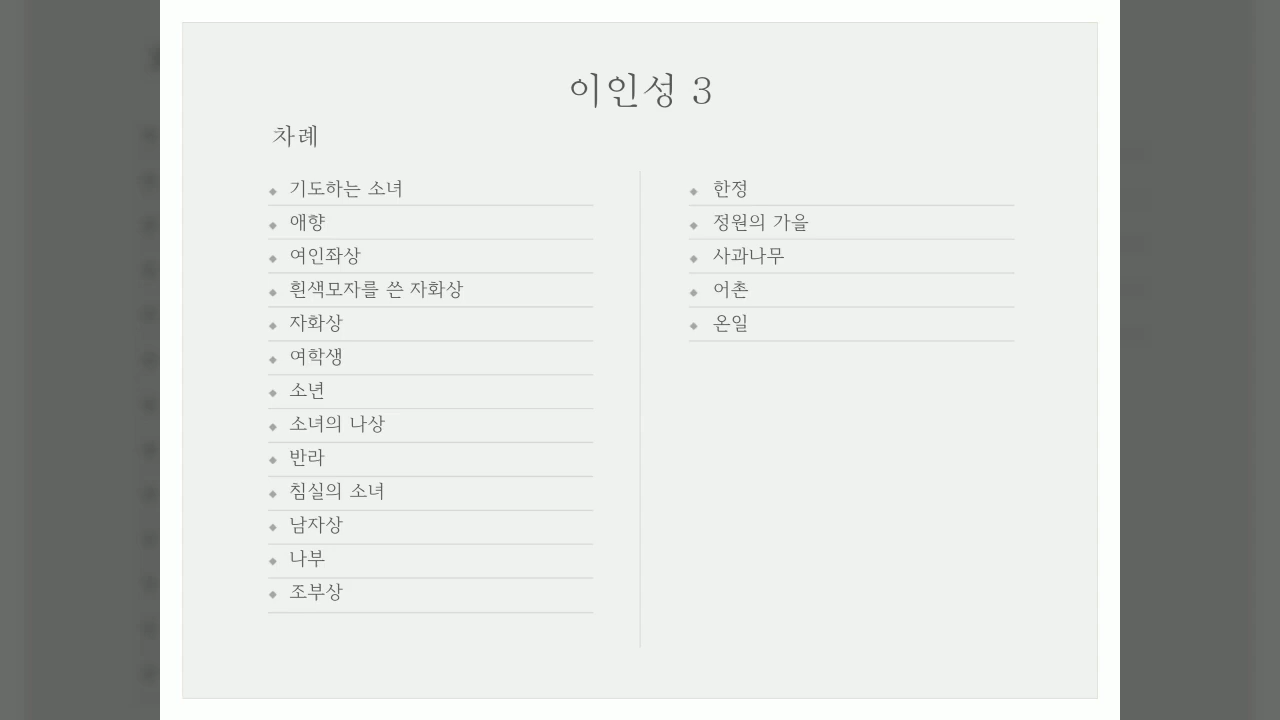 이인성 3
차례
기도하는 소녀
애향
여인좌상
흰색모자를 쓴 자화상
자화상
여학생
소년
소녀의 나상
반라
침실의 소녀
남자상
나부
조부상
한정
정원의 가을
사과나무
어촌
온일